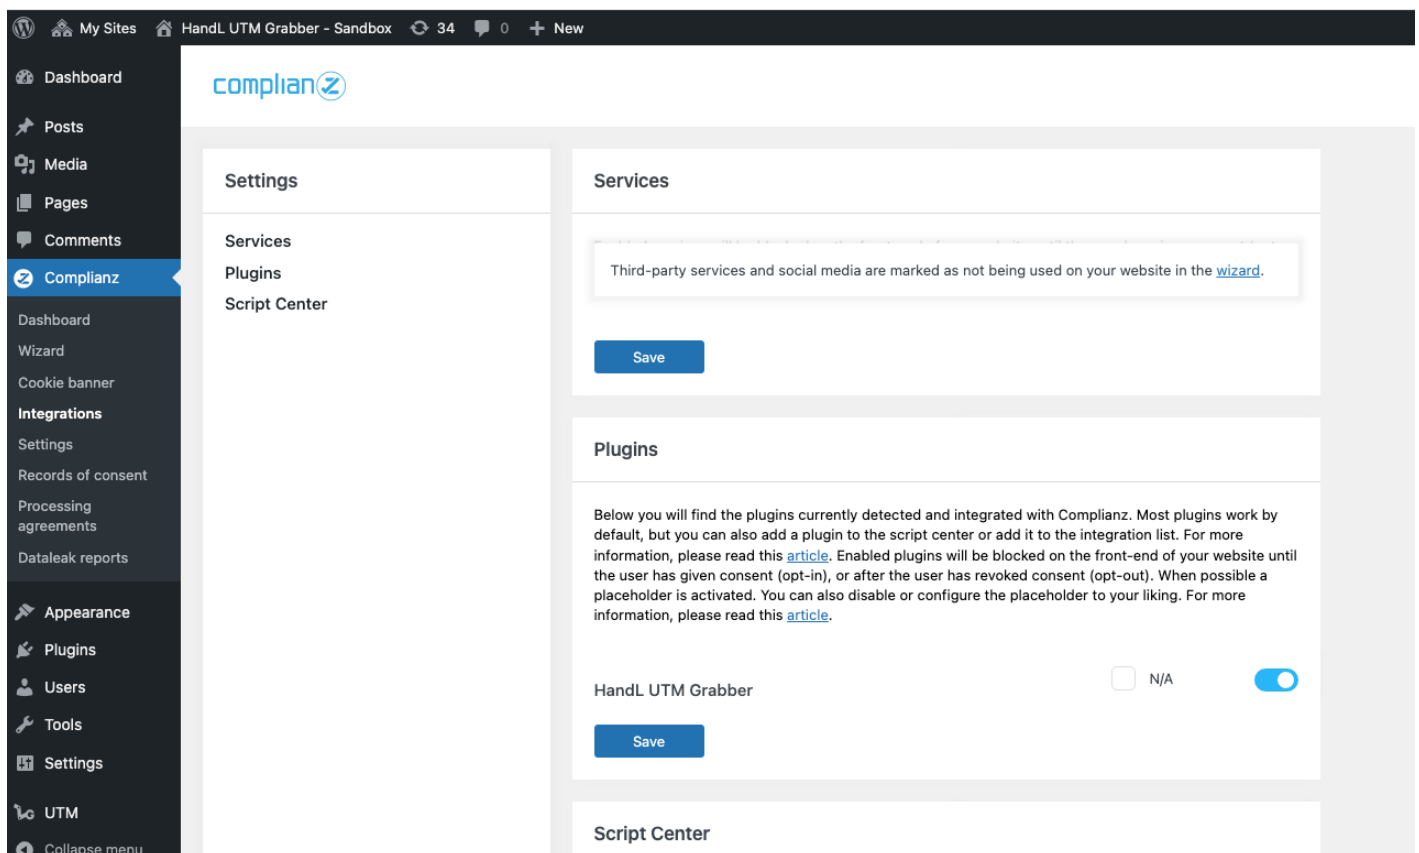 My Sites
HandL UTM Grabber - Sandbox
34
0
New
Dashboard
Posts
Media
Pages
Comments
Complianz
Dashboard
Wizard
Cookie banner
Integrations
Settings
Records of consent
Processing
agreements
Dataleak reports
Appearance
Plugins
Users
Tools
Settings
UTM
Collapse menu
complianz
Settings
Services
Plugins
Script Center
Services
Third-party services and social media are marked as not being used on your website in the wizard.
Save
Plugins
Below you will find the plugins currently detected and integrated with Complianz. Most plugins work by
default, but you can also add a plugin to the script center or add it to the integration list. For more
information, please read this article. Enabled plugins will be blocked on the front-end of your website until
the user has given consent (opt-in), or after the user has revoked consent (opt-out). When possible a
placeholder is activated. You can also disable or configure the placeholder to your liking. For more
information, please read this article.
HandL UTM Grabber
N/A
Save
Script Center